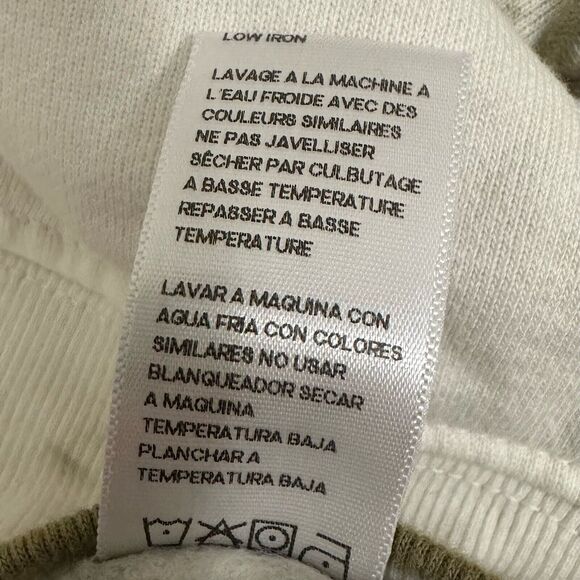 LOW IRON
LAVAGE A LA MACHINE A
L'EAU FROIDE AVEC DES
COULEURS SIMILAIRES
NE PAS JAVELLISER
SÊCHER PAR CULBUTAGE
A BASSE TEMPERATURE
REPASSER A BASSE
TEMPERATURE
LAVAR A MAQUINA CON
AGUA FRIA CON COLORES
SIMILARES NO USAR
BLANQUEADOR SECAR
A MAQUINA
TEMPERATURA BAJA
PLANCHAR A
TEMPERATURA BAJA